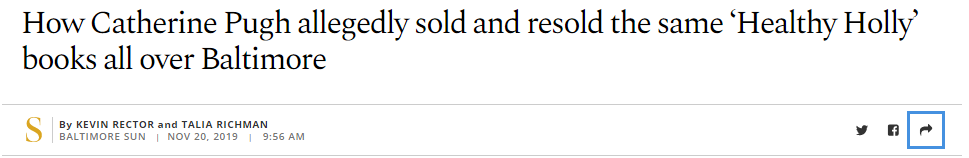 How Catherine Pugh allegedly sold and resold the same ‘Healthy Holly’
books all over Baltimore
S
By KEVIN RECTOR and TALIA RICHMAN
BALTIMORE SUN | NOV 20, 2019 | 9:56 AM